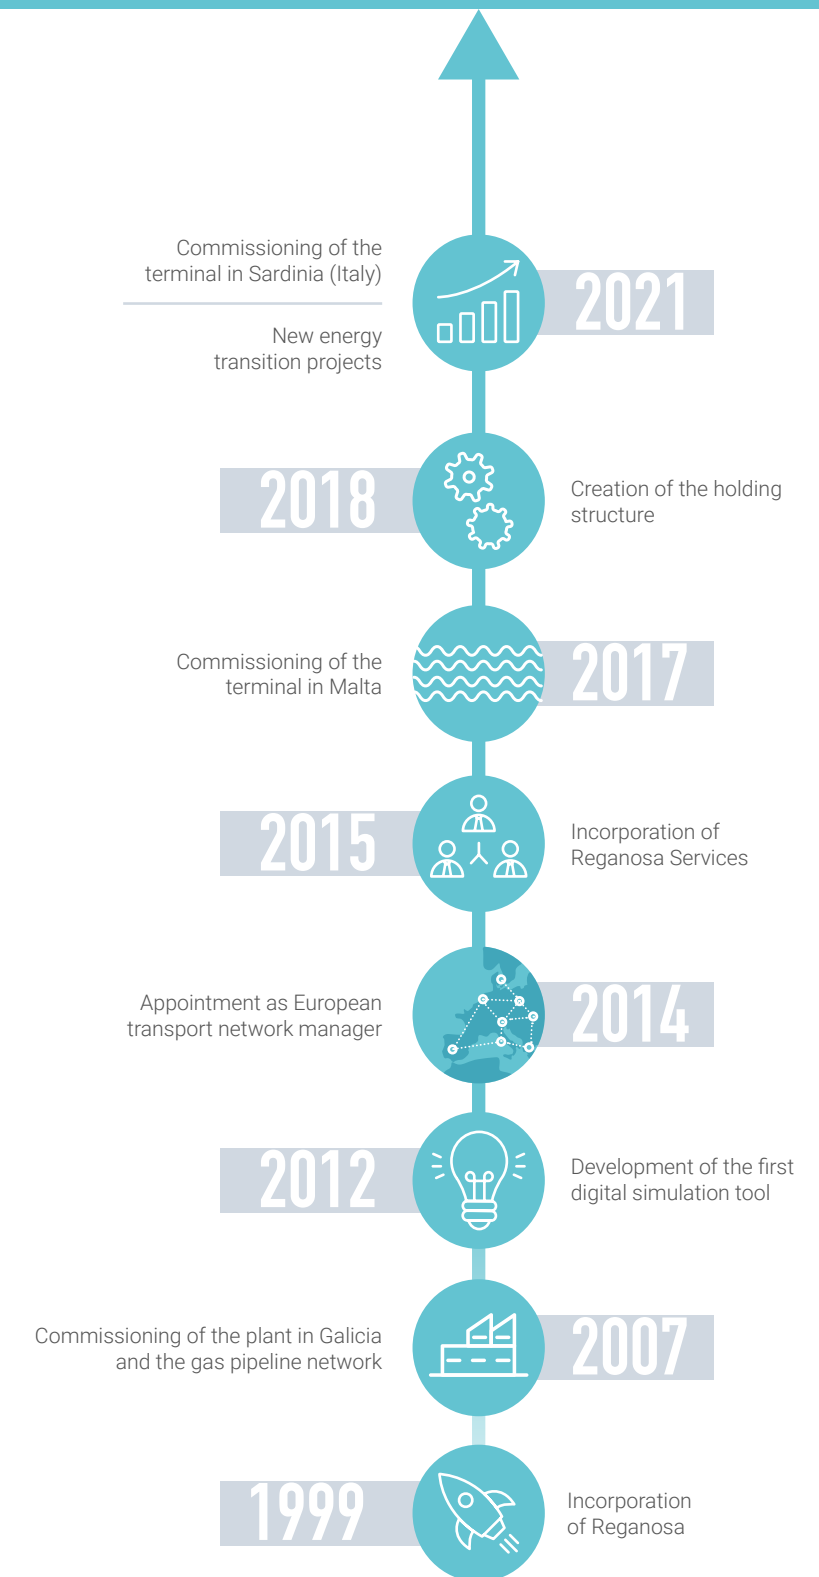 Commissioning of the
terminal in Sardinia (Italy)
New energy
transition projects
2021
2018
Creation of the holding
structure
Commissioning of the
terminal in Malta
2017
2015
Incorporation of
Reganosa Services
Appointment as European
transport network manager
2014
2012
Development of the first
digital simulation tool
Commissioning of the plant in Galicia
and the gas pipeline network
2007
1999
Incorporation
of Reganosa